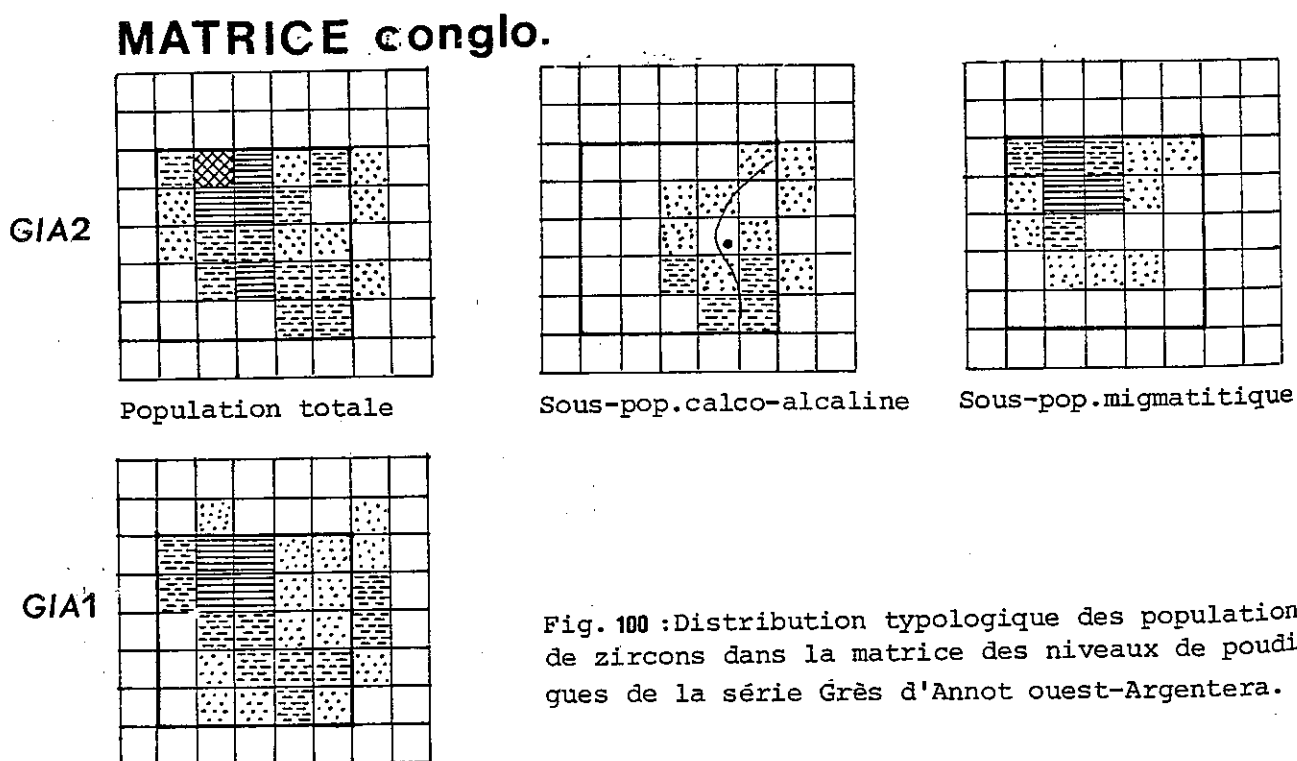 MATRICE conglo.
GIA2
Population totale
Sous-pop.calco-alcaline
Sous-pop.migmatitique
GIA1
Fig. 100 :Distribution typologique des population
de zircons dans la matrice des niveaux de poudi
gues de la série Grès d'Annot ouest-Argentera.